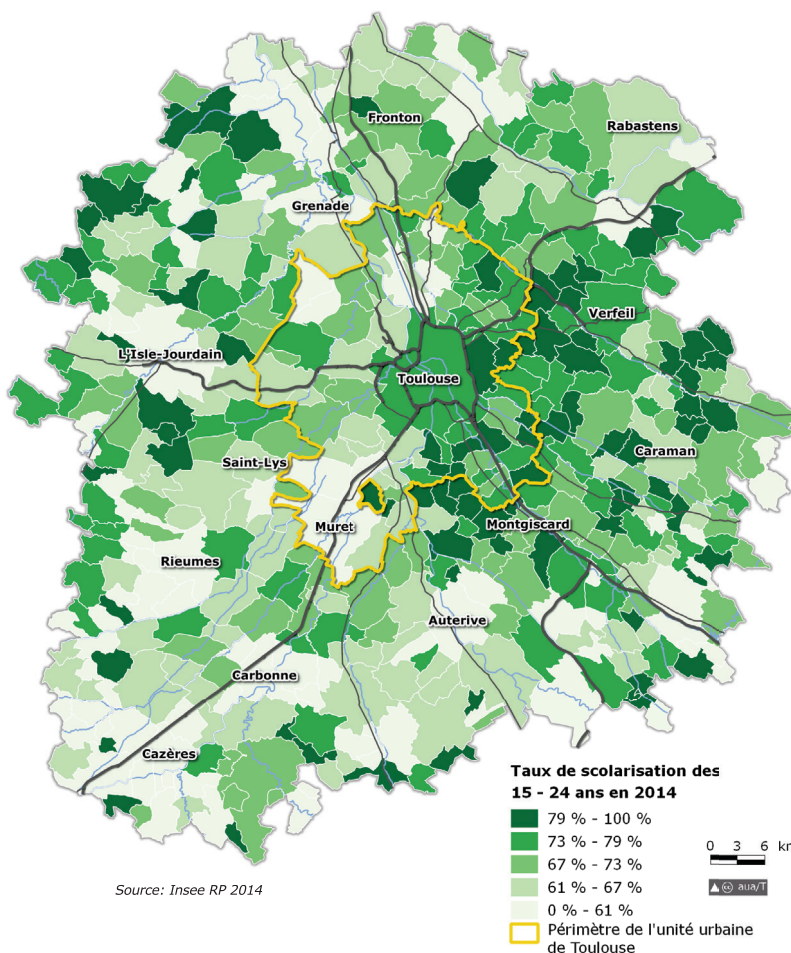 Fronton
Rabastens
Grenade
Verfeil
L'Isle-Jourdain
Toulouse
Caraman
Saint-Lys
Muret
Montgiscard
Rieumes
Auterive
Carbonne
Cazères
Taux de scolarisation des
15 - 24 ans en 2014
79 % - 100 %
73 % - 79 %
67 % - 73 %
61 % - 67 %
0 % - 61 %
Périmètre de l'unité urbaine
de Toulouse
0 3 6 km
cc aua/T
Source: Insee RP 2014